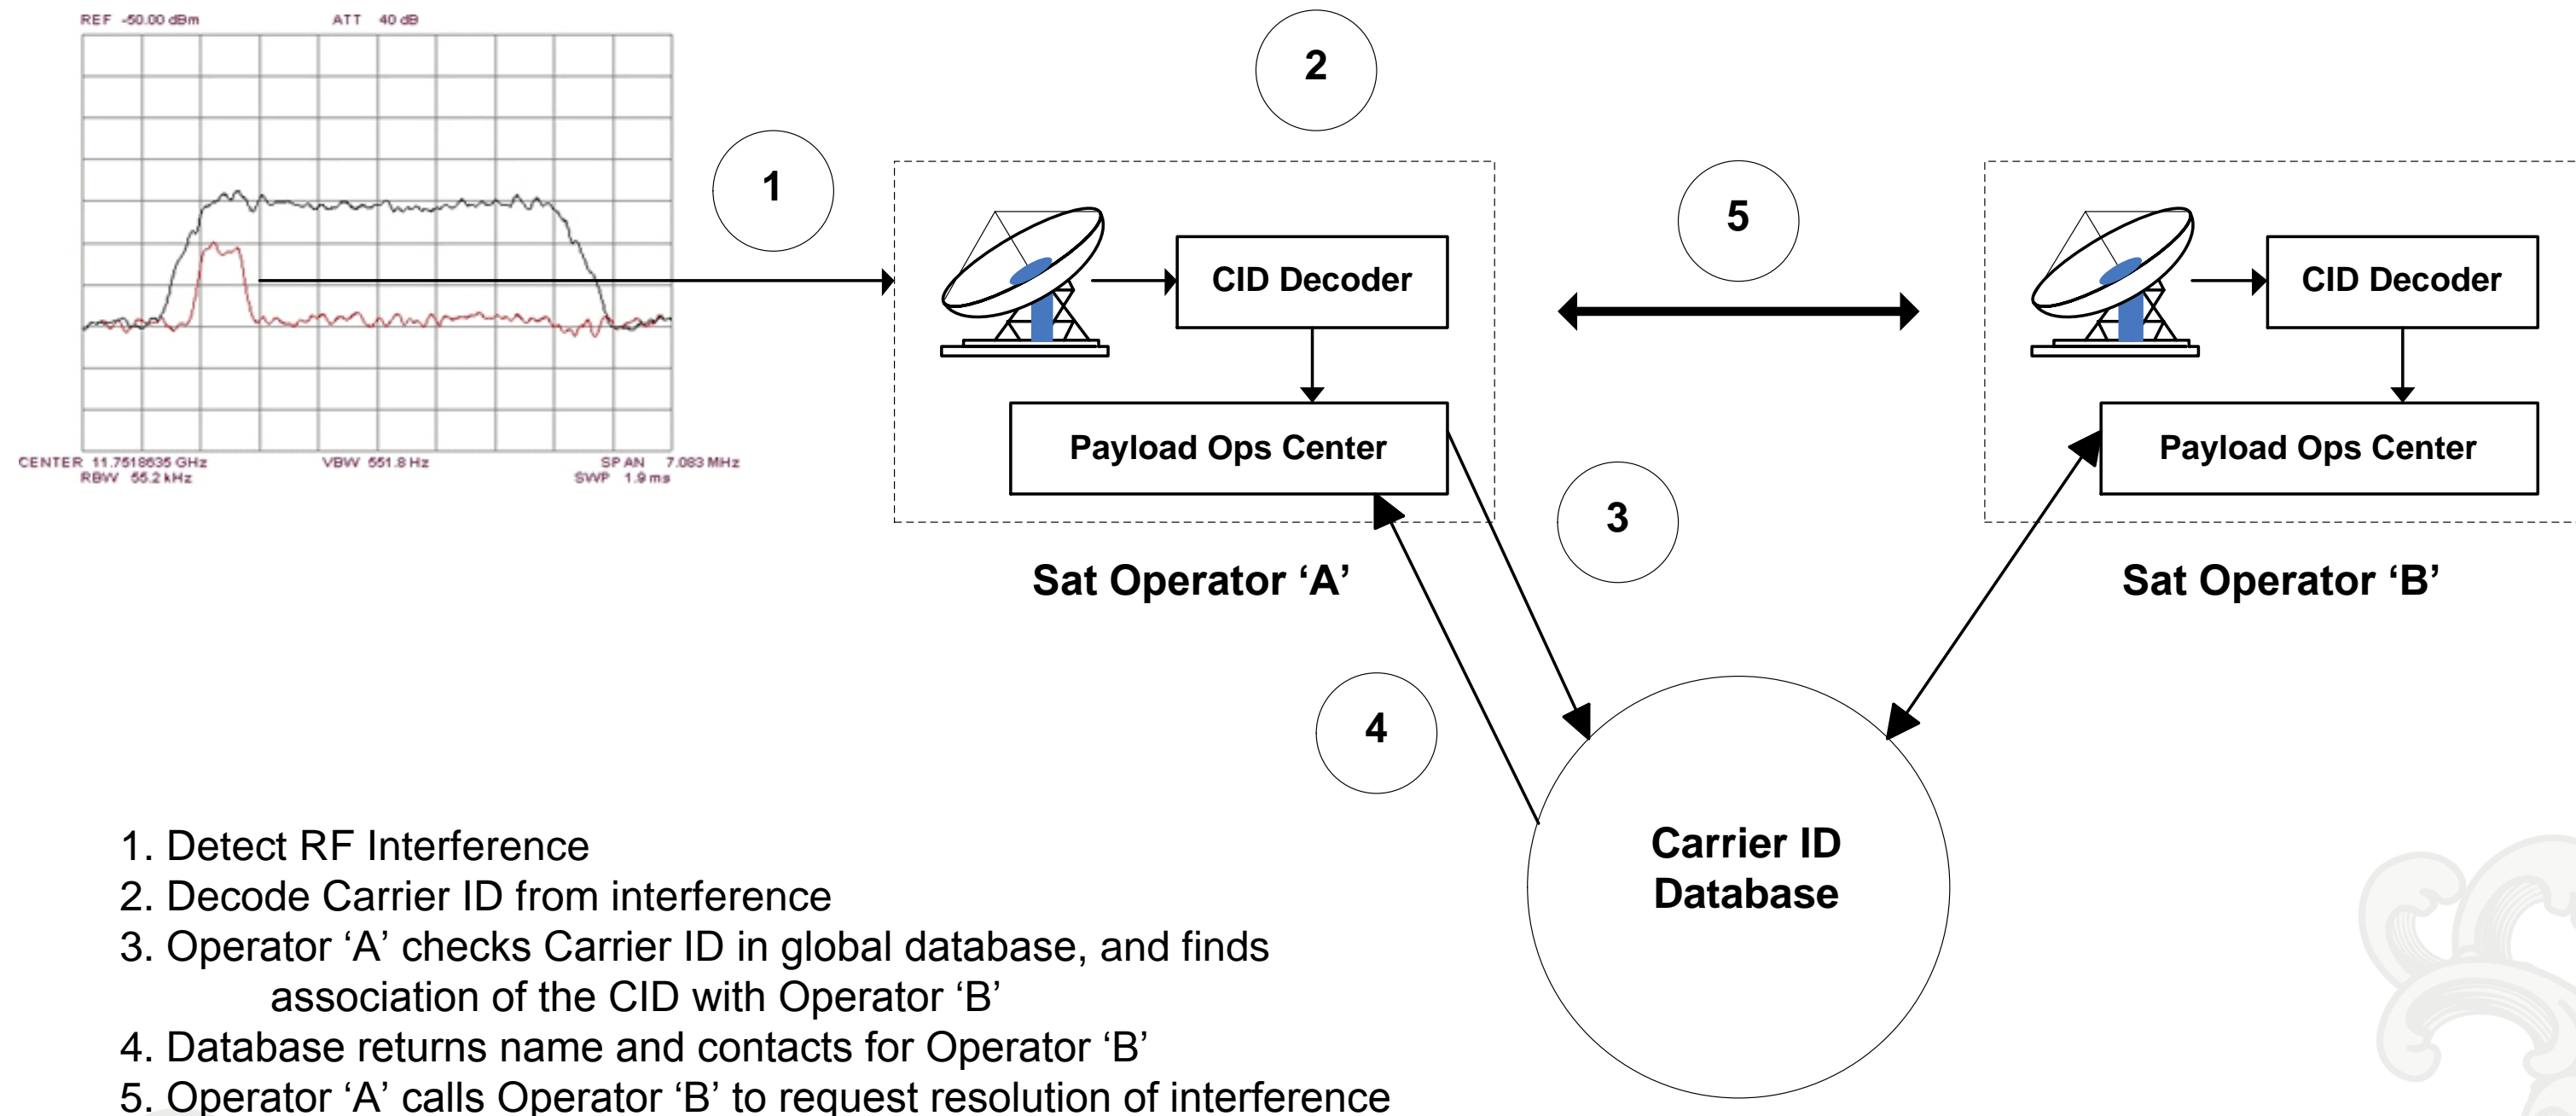 REF -50.00 dBm ATT 40 dB
CENTER 11.7518635 GHz VBW 551.8 Hz SPAN 7.083 MHz
RBW 55.2 kHz SWP 1.9 ms
1
2
3
4
5
CID Decoder
Payload Ops Center
Sat Operator ‘A’
CID Decoder
Payload Ops Center
Sat Operator ‘B’
Carrier ID
Database
1. Detect RF Interference
2. Decode Carrier ID from interference
3. Operator ‘A’ checks Carrier ID in global database, and finds
association of the CID with Operator ‘B’
4. Database returns name and contacts for Operator ‘B’
5. Operator ‘A’ calls Operator ‘B’ to request resolution of interference